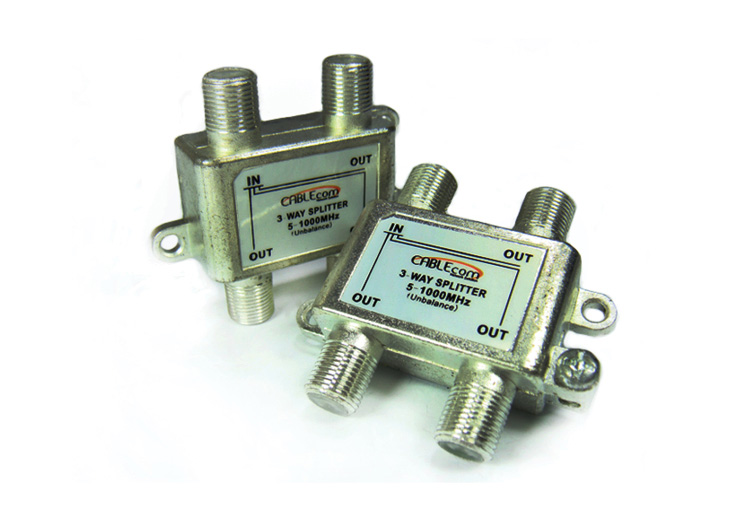 IN
OUT
CABLEcom
3-WAY SPLITTER
5-1000MHz
(Unbalance)
OUT
IN
OUT
CABLEcom
3-WAY SPLITTER
5-1000MHz
(Unbalance)
OUT
OUT